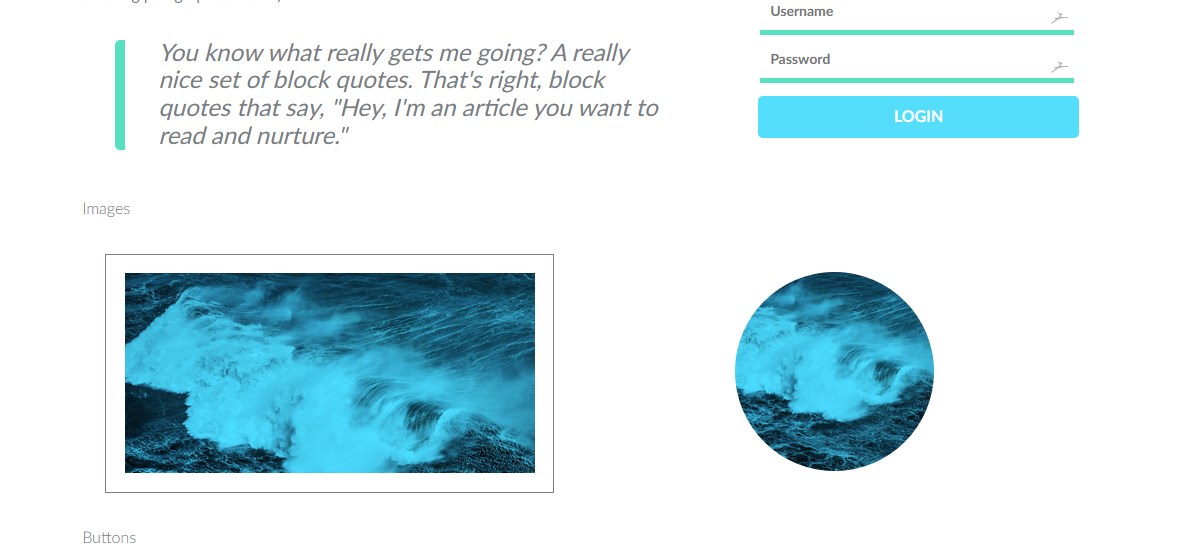 You know what really gets me going? A really
nice set of block quotes. That's right, block
quotes that say, "Hey, I'm an article you want to
read and nurture."
Username
Password
LOGIN
Images
Buttons